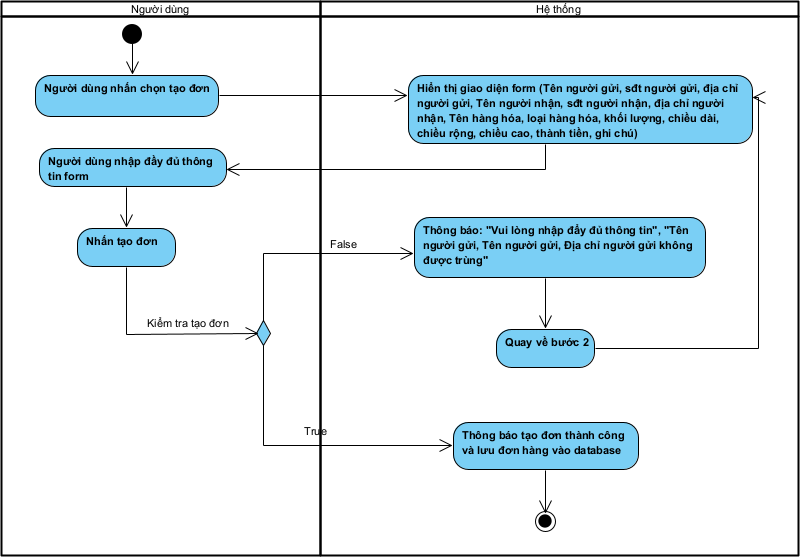 Người dùng
Hệ thống
Người dùng nhấn chọn tạo đơn
Hiển thị giao diện form (Tên người gửi, sđt người gửi, địa chỉ
người gửi, Tên người nhận, sđt người nhận, địa chỉ người
nhận, Tên hàng hóa, loại hàng hóa, khối lượng, chiều dài,
chiều rộng, chiều cao, thành tiền, ghi chú)
Người dùng nhập đầy đủ thông
tin form
Nhấn tạo đơn
False
Thông báo: "Vui lòng nhập đầy đủ thông tin", "Tên
người gửi, Tên người gửi, Địa chỉ người gửi không
được trùng"
Kiểm tra tạo đơn
Quay về bước 2
True
Thông báo tạo đơn thành công
và lưu đơn hàng vào database